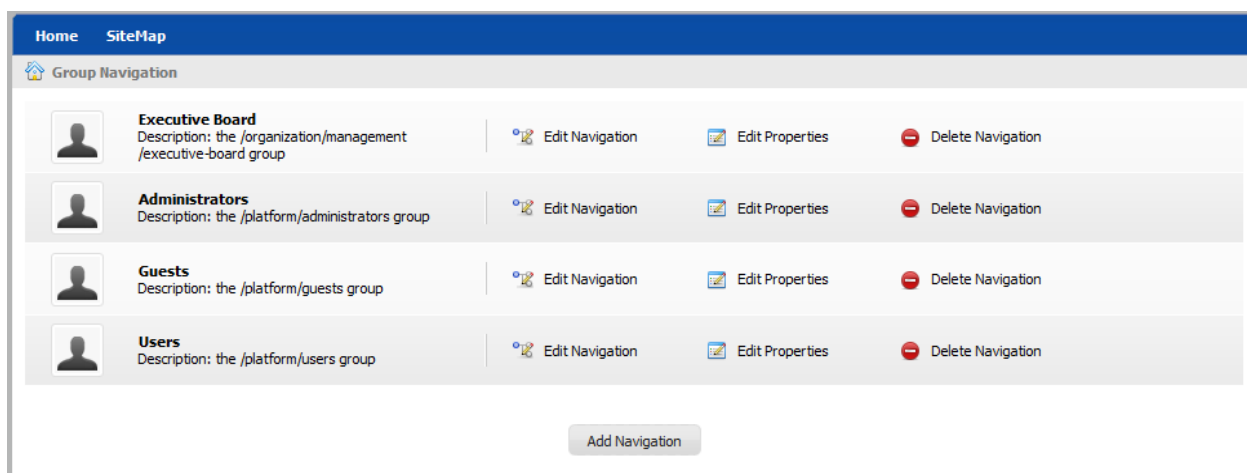 Home SiteMap
Group Navigation
Executive Board
Description: the /organization/management
/executive-board group
Edit Navigation Edit Properties Delete Navigation
Administrators
Description: the /platform/administrators group
Edit Navigation Edit Properties Delete Navigation
Guests
Description: the /platform/guests group
Edit Navigation Edit Properties Delete Navigation
Users
Description: the /platform/users group
Edit Navigation Edit Properties Delete Navigation
Add Navigation